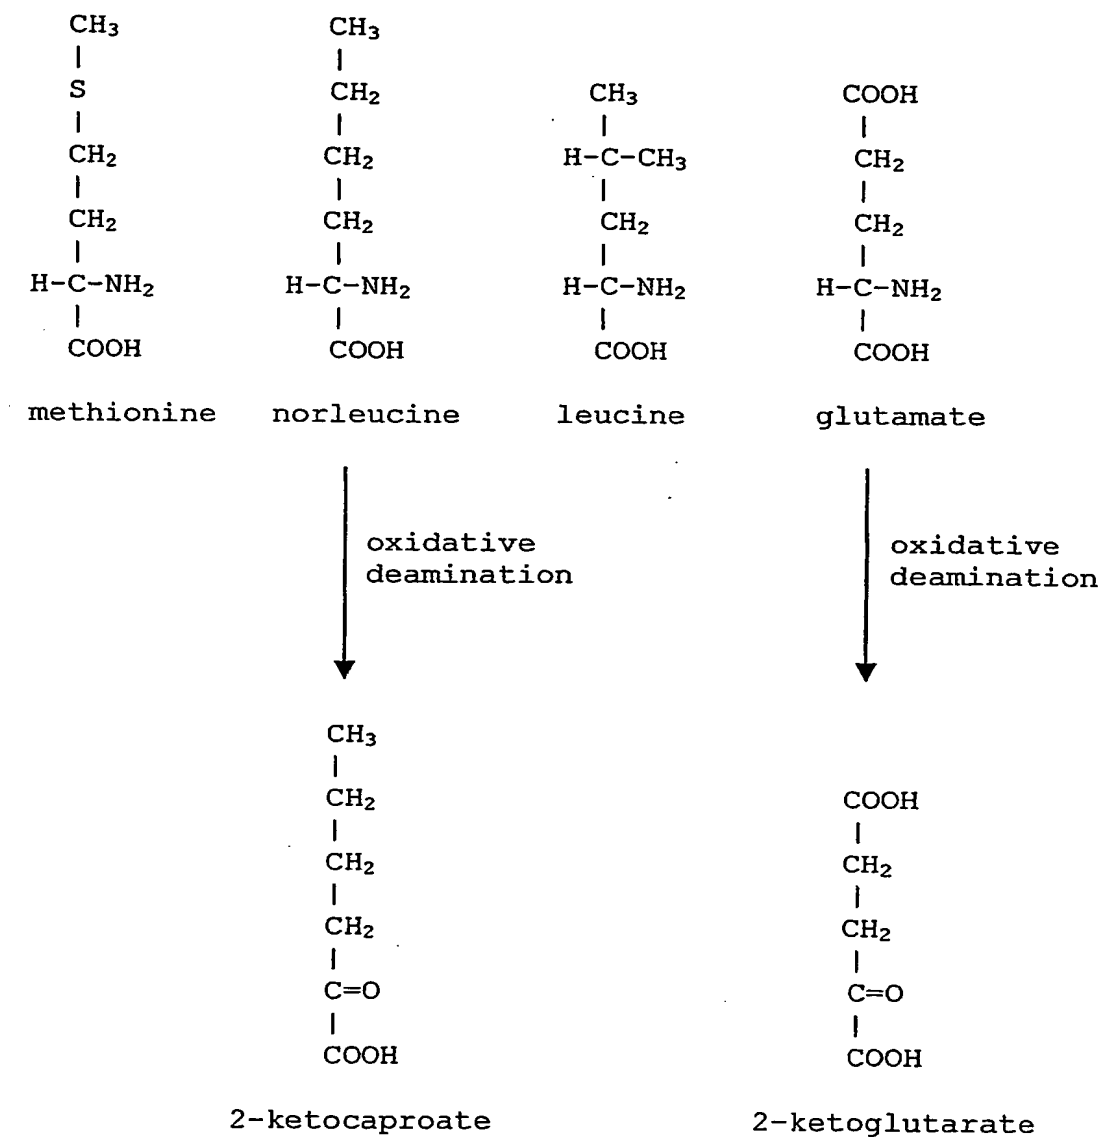 CH₃ CH₃
S CH₂ CH₃ COOH
CH₂ CH₂ H-C-CH₃ CH₂
CH₂ CH₂ CH₂ CH₂
H-C-NH₂ H-C-NH₂ H-C-NH₂ H-C-NH₂
COOH COOH COOH COOH
methionine norleucine leucine glutamate
oxidative
deamination
oxidative
deamination
CH₃
CH₂
CH₂
CH₂
C=O
COOH
2-ketocaproate
COOH
CH₂
CH₂
C=O
COOH
2-ketoglutarate